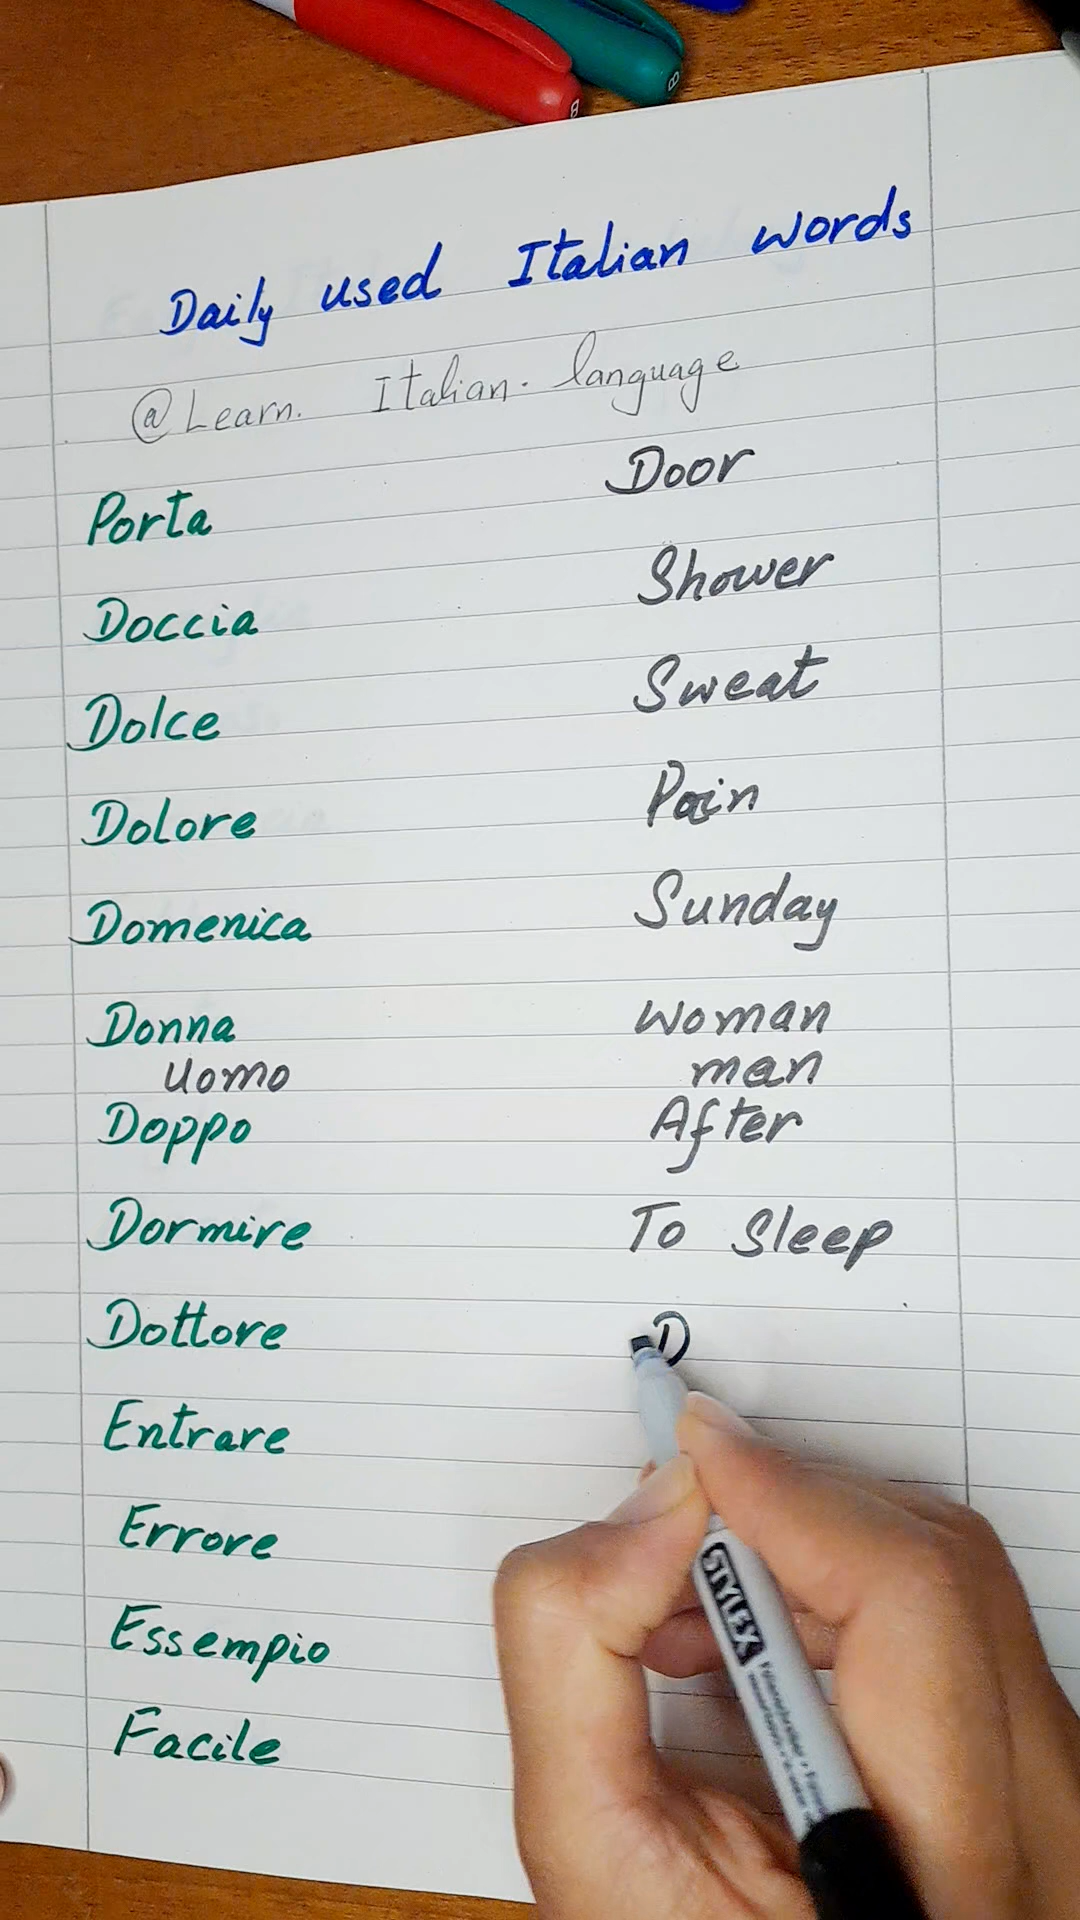 Daily used Italian words
@Learn. Italian. language
Porta Door
Doccia Shower
Dolce Sweat
Dolore Pain
Domenica Sunday
Donna Woman
Uomo man
Doppo After
Dormire To Sleep
Dottore D
Entrare
Errore
Essempio
Facile
STYLEX